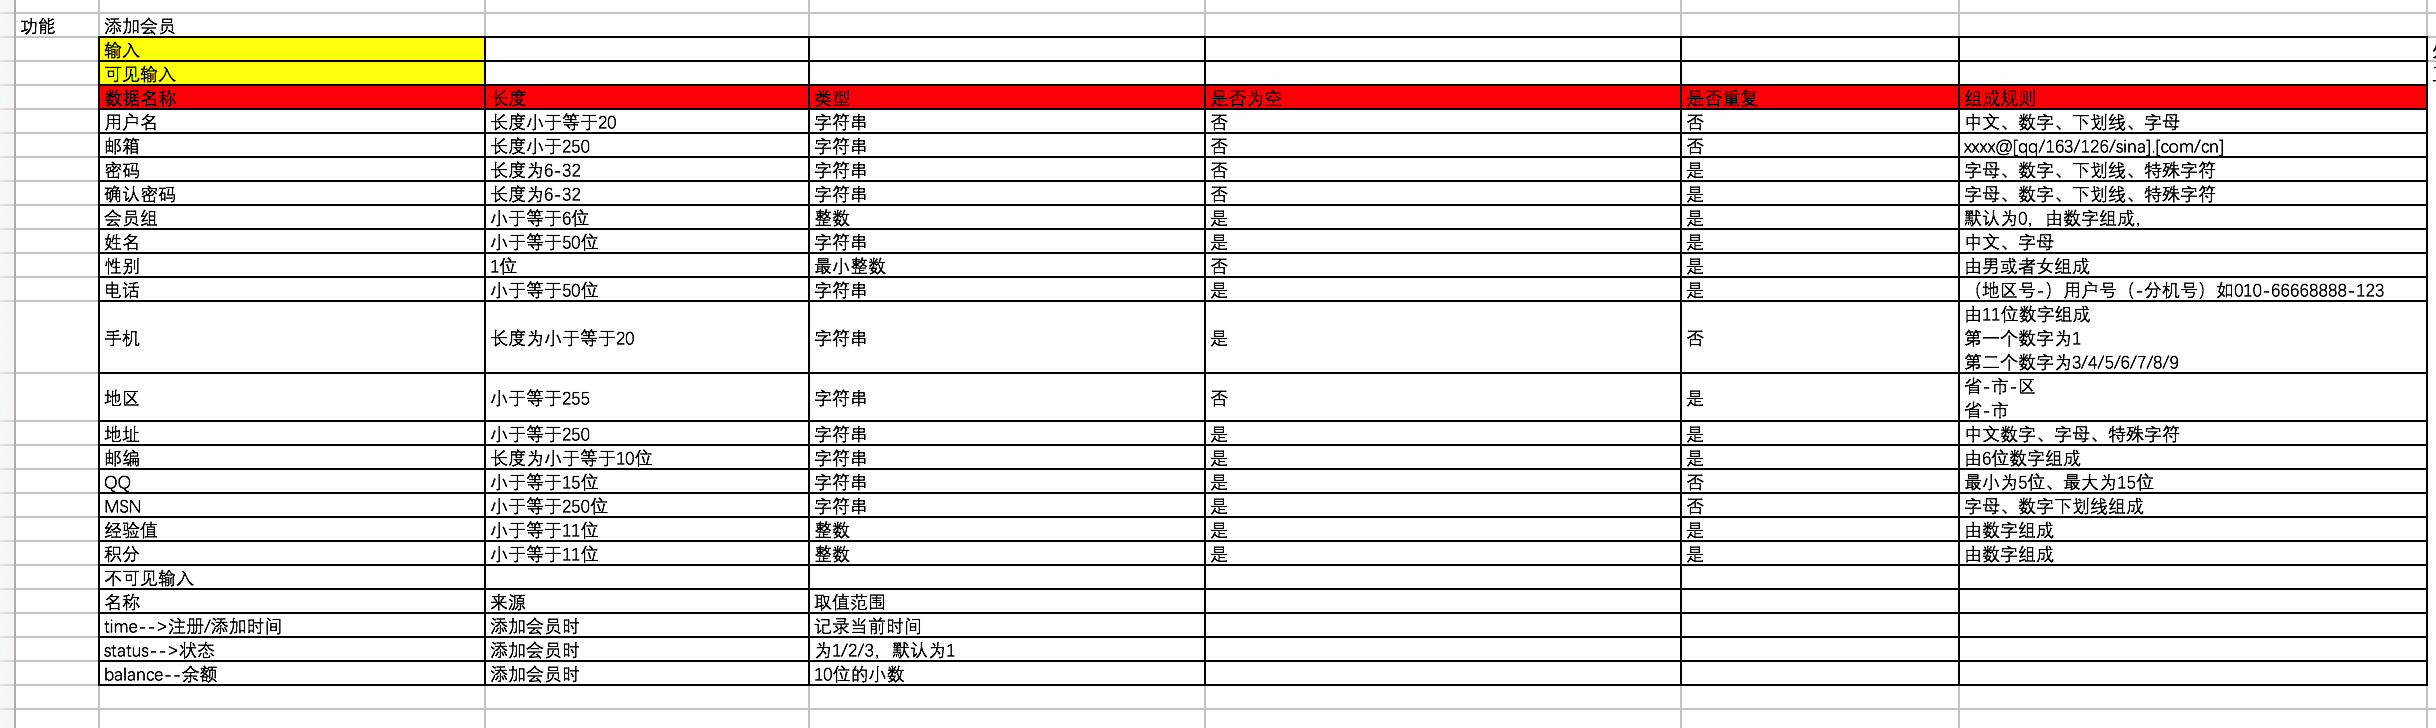 功能 添加会员
输入
可见输入
数据名称 长度 类型 是否为空 是否重复 组成规则
用户名 长度小于等于20 字符串 否 否 中文、数字、下划线、字母
邮箱 长度小于250 字符串 否 否 xxxx@[qq/163/126/sina].[com/cn]
密码 长度为6-32 字符串 否 是 字母、数字、下划线、特殊字符
确认密码 长度为6-32 字符串 否 是 字母、数字、下划线、特殊字符
会员组 小于等于6位 整数 是 是 默认为0，由数字组成，
姓名 小于等于50位 字符串 是 是 中文、字母
性别 1位 最小整数 否 是 由男或者女组成
电话 小于等于50位 字符串 是 是 （地区号-）用户号（-分机号）如010-66668888-123
由11位数字组成
手机 长度为小于等于20 字符串 是 否 第一个数字为1
第二个数字为3/4/5/6/7/8/9
地区 小于等于255 字符串 否 是 省-市-区
省-市
地址 小于等于250 字符串 是 是 中文数字、字母、特殊字符
邮编 长度为小于等于10位 字符串 是 是 由6位数字组成
QQ 小于等于15位 字符串 是 否 最小为5位、最大为15位
MSN 小于等于250位 字符串 是 否 字母、数字下划线组成
经验值 小于等于11位 整数 是 是 由数字组成
积分 小于等于11位 整数 是 是 由数字组成
不可见输入
名称 来源 取值范围
time-->注册/添加时间 添加会员时 记录当前时间
status-->状态 添加会员时 为1/2/3，默认为1
balance--余额 添加会员时 10位的小数